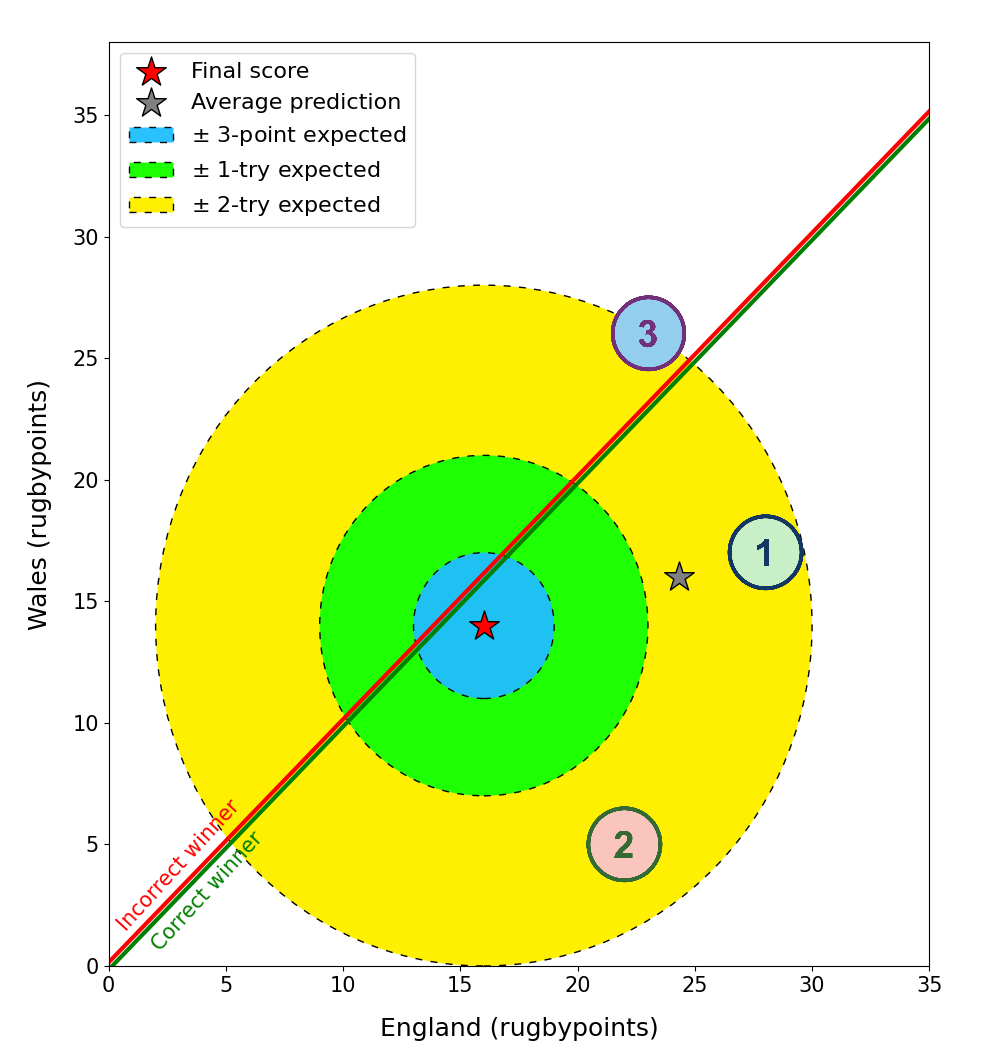 Final score
Average prediction
± 3-point expected
± 1-try expected
± 2-try expected
35
30
25
20
15
10
5
0
Wales (rugbypoints)
3
1
2
Incorrect winner
Correct winner
0 5 10 15 20 25 30 35
England (rugbypoints)